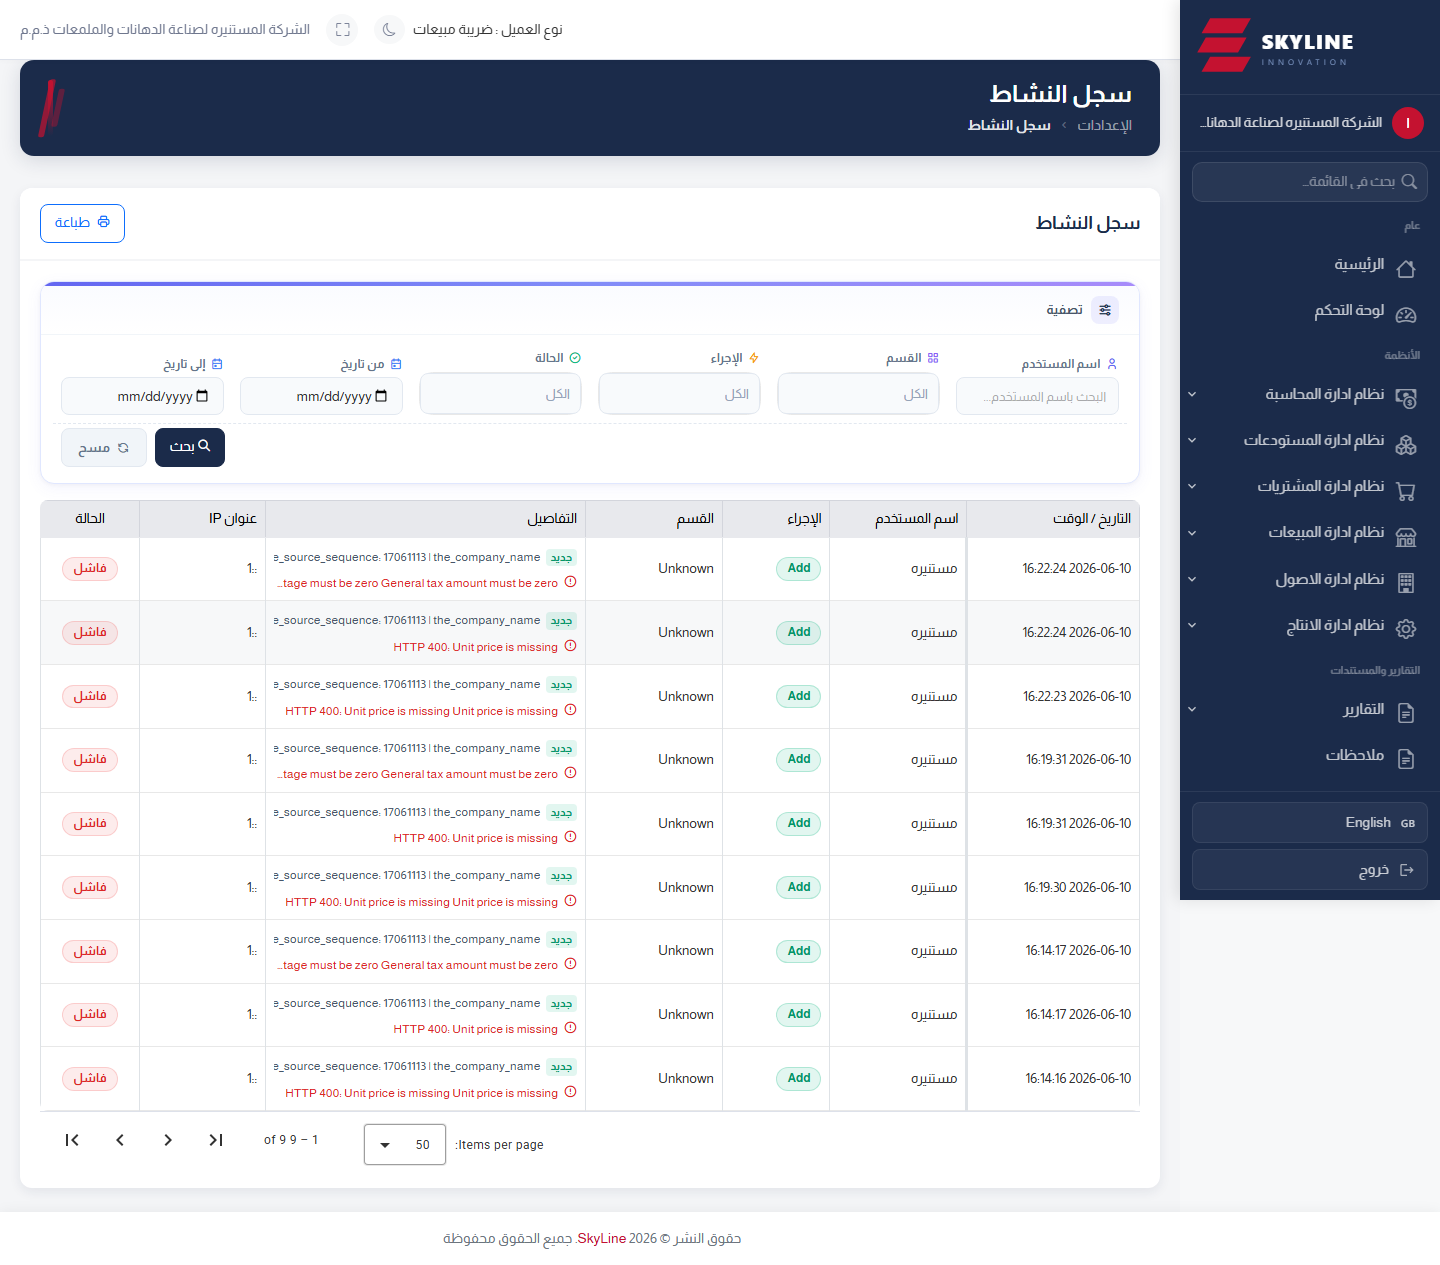 SKYLINE
INNOVATION
الشركة المستنيره لصناعة الدهانا...
بحث في القائمة...
عام
الرئيسية
لوحة التحكم
الأنظمة
نظام ادارة المحاسبة
نظام ادارة المستودعات
نظام ادارة المشتريات
نظام ادارة المبيعات
نظام ادارة الاصول
نظام ادارة الانتاج
التقارير والمستندات
التقارير
ملاحظات
GB English
خروج
نوع العميل : ضريبة مبيعات
الشركة المستنيره لصناعة الدهانات والملمعات ذ.م.م
سجل النشاط
الإعدادات › سجل النشاط
سجل النشاط
طباعة
تصفية
اسم المستخدم القسم الإجراء الحالة من تاريخ إلى تاريخ
البحث باسم المستخدم... الكل الكل الكل mm/dd/yyyy mm/dd/yyyy
بحث مسح
التاريخ / الوقت اسم المستخدم الإجراء القسم التفاصيل عنوان IP الحالة
جديد e_source_sequence: 17061113 | the_company_name
16:22:24 2026-06-10 مستنيره Add Unknown ::1 فاشل
...tage must be zero General tax amount must be zero
جديد e_source_sequence: 17061113 | the_company_name
16:22:24 2026-06-10 مستنيره Add Unknown ::1 فاشل
HTTP 400: Unit price is missing
جديد e_source_sequence: 17061113 | the_company_name
16:22:23 2026-06-10 مستنيره Add Unknown ::1 فاشل
HTTP 400: Unit price is missing Unit price is missing
جديد e_source_sequence: 17061113 | the_company_name
16:19:31 2026-06-10 مستنيره Add Unknown ::1 فاشل
...tage must be zero General tax amount must be zero
جديد e_source_sequence: 17061113 | the_company_name
16:19:31 2026-06-10 مستنيره Add Unknown ::1 فاشل
HTTP 400: Unit price is missing
جديد e_source_sequence: 17061113 | the_company_name
16:19:30 2026-06-10 مستنيره Add Unknown ::1 فاشل
HTTP 400: Unit price is missing Unit price is missing
جديد e_source_sequence: 17061113 | the_company_name
16:14:17 2026-06-10 مستنيره Add Unknown ::1 فاشل
...tage must be zero General tax amount must be zero
جديد e_source_sequence: 17061113 | the_company_name
16:14:17 2026-06-10 مستنيره Add Unknown ::1 فاشل
HTTP 400: Unit price is missing
جديد e_source_sequence: 17061113 | the_company_name
16:14:16 2026-06-10 مستنيره Add Unknown ::1 فاشل
HTTP 400: Unit price is missing Unit price is missing
:Items per page 50 of 9 9 – 1
حقوق النشر © 2026 SkyLine. جميع الحقوق محفوظة